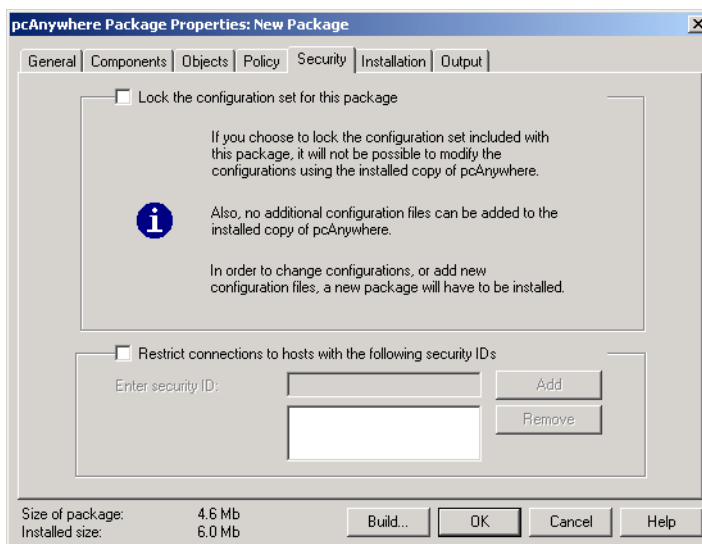 pcAnywhere Package Properties: New Package
General Components Objects Policy Security Installation Output
Lock the configuration set for this package
If you choose to lock the configuration set included with
this package, it will not be possible to modify the
configurations using the installed copy of pcAnywhere.
Also, no additional configuration files can be added to the
installed copy of pcAnywhere.
In order to change configurations, or add new
configuration files, a new package will have to be installed.
Restrict connections to hosts with the following security IDs
Enter security ID: Add
Remove
Size of package: 4.6 Mb
Installed size: 6.0 Mb
Build... OK Cancel Help